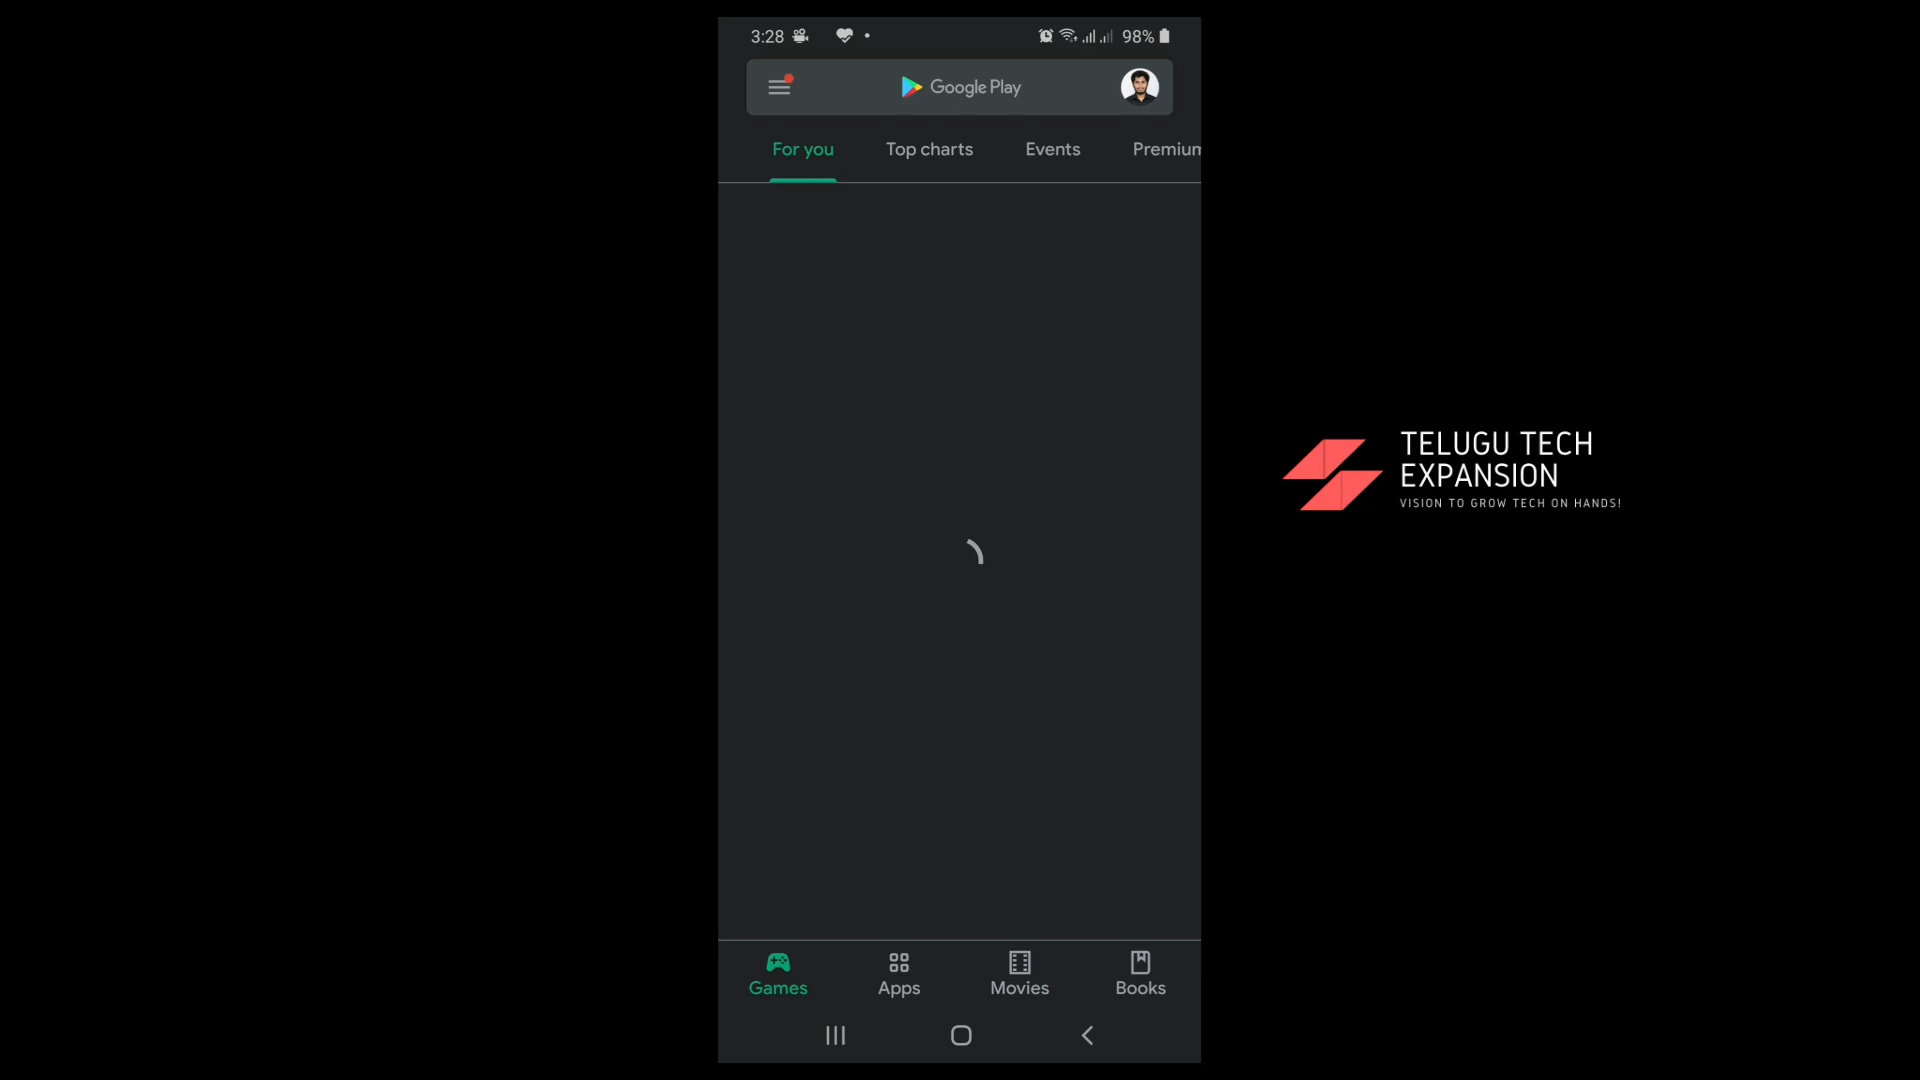 3:28
98%
Google Play
For you
Top charts
Events
Premium
TELUGU TECH
EXPANSION
VISION TO GROW TECH ON HANDS!
Games
Apps
Movies
Books